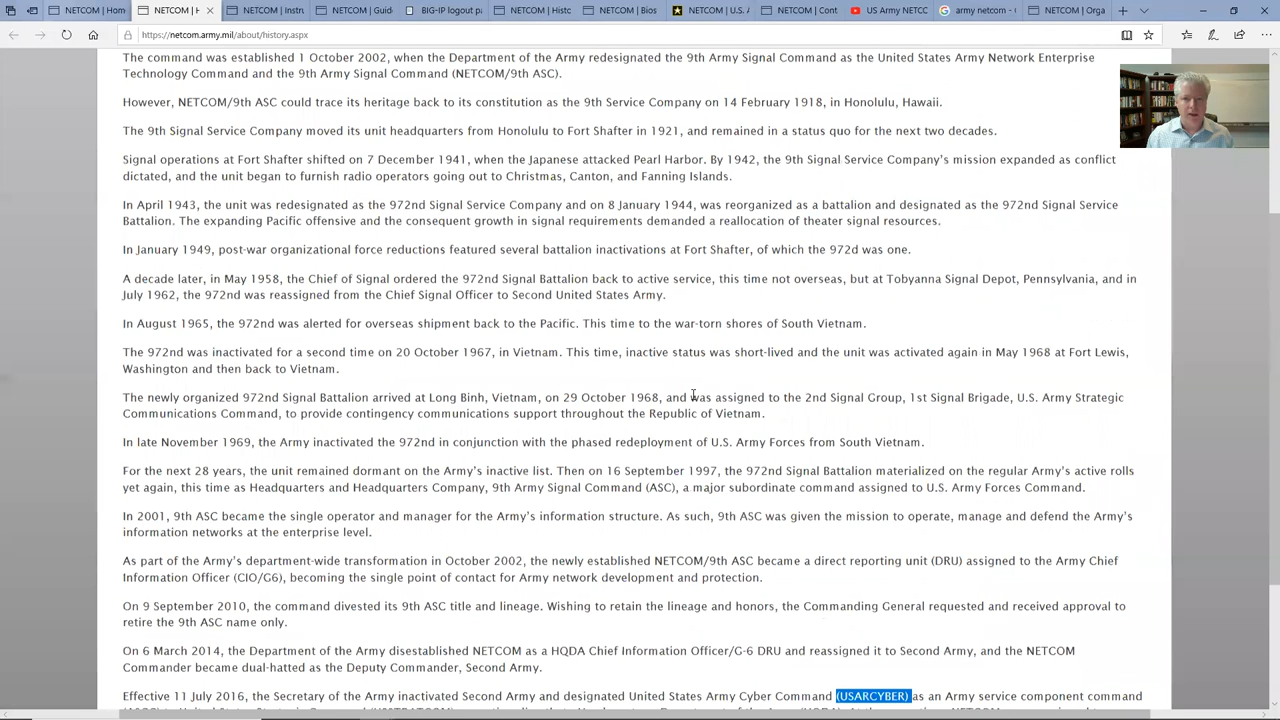 NETCOM | Hom
NETCOM | H
NETCOM | Instru
NETCOM | Guide
BIG-IP logout p
NETCOM | Histo
NETCOM | Bios
NETCOM | U.S. A
NETCOM | Cont
US Army NETCO
army netcom - G
NETCOM | Orga
https://netcom.army.mil/about/history.aspx
The command was established 1 October 2002, when the Department of the Army redesignated the 9th Army Signal Command as the United States Army Network Enterprise
Technology Command and the 9th Army Signal Command (NETCOM/9th ASC).
However, NETCOM/9th ASC could trace its heritage back to its constitution as the 9th Service Company on 14 February 1918, in Honolulu, Hawaii.
The 9th Signal Service Company moved its unit headquarters from Honolulu to Fort Shafter in 1921, and remained in a status quo for the next two decades.
Signal operations at Fort Shafter shifted on 7 December 1941, when the Japanese attacked Pearl Harbor. By 1942, the 9th Signal Service Company's mission expanded as conflict
dictated, and the unit began to furnish radio operators going out to Christmas, Canton, and Fanning Islands.
In April 1943, the unit was redesignated as the 972nd Signal Service Company and on 8 January 1944, was reorganized as a battalion and designated as the 972nd Signal Service
Battalion. The expanding Pacific offensive and the consequent growth in signal requirements demanded a reallocation of theater signal resources.
In January 1949, post-war organizational force reductions featured several battalion inactivations at Fort Shafter, of which the 972d was one.
A decade later, in May 1958, the Chief of Signal ordered the 972nd Signal Battalion back to active service, this time not overseas, but at Tobyanna Signal Depot, Pennsylvania, and in
July 1962, the 972nd was reassigned from the Chief Signal Officer to Second United States Army.
In August 1965, the 972nd was alerted for overseas shipment back to the Pacific. This time to the war-torn shores of South Vietnam.
The 972nd was inactivated for a second time on 20 October 1967, in Vietnam. This time, inactive status was short-lived and the unit was activated again in May 1968 at Fort Lewis,
Washington and then back to Vietnam.
The newly organized 972nd Signal Battalion arrived at Long Binh, Vietnam, on 29 October 1968, and was assigned to the 2nd Signal Group, 1st Signal Brigade, U.S. Army Strategic
Communications Command, to provide contingency communications support throughout the Republic of Vietnam.
In late November 1969, the Army inactivated the 972nd in conjunction with the phased redeployment of U.S. Army Forces from South Vietnam.
For the next 28 years, the unit remained dormant on the Army's inactive list. Then on 16 September 1997, the 972nd Signal Battalion materialized on the regular Army's active rolls
yet again, this time as Headquarters and Headquarters Company, 9th Army Signal Command (ASC), a major subordinate command assigned to U.S. Army Forces Command.
In 2001, 9th ASC became the single operator and manager for the Army's information structure. As such, 9th ASC was given the mission to operate, manage and defend the Army's
information networks at the enterprise level.
As part of the Army's department-wide transformation in October 2002, the newly established NETCOM/9th ASC became a direct reporting unit (DRU) assigned to the Army Chief
Information Officer (CIO/G6), becoming the single point of contact for Army network development and protection.
On 9 September 2010, the command divested its 9th ASC title and lineage. Wishing to retain the lineage and honors, the Commanding General requested and received approval to
retire the 9th ASC name only.
On 6 March 2014, the Department of the Army disestablished NETCOM as a HQDA Chief Information Officer/G-6 DRU and reassigned it to Second Army, and the NETCOM
Commander became dual-hatted as the Deputy Commander, Second Army.
Effective 11 July 2016, the Secretary of the Army inactivated Second Army and designated United States Army Cyber Command (USARCYBER) as an Army service component command